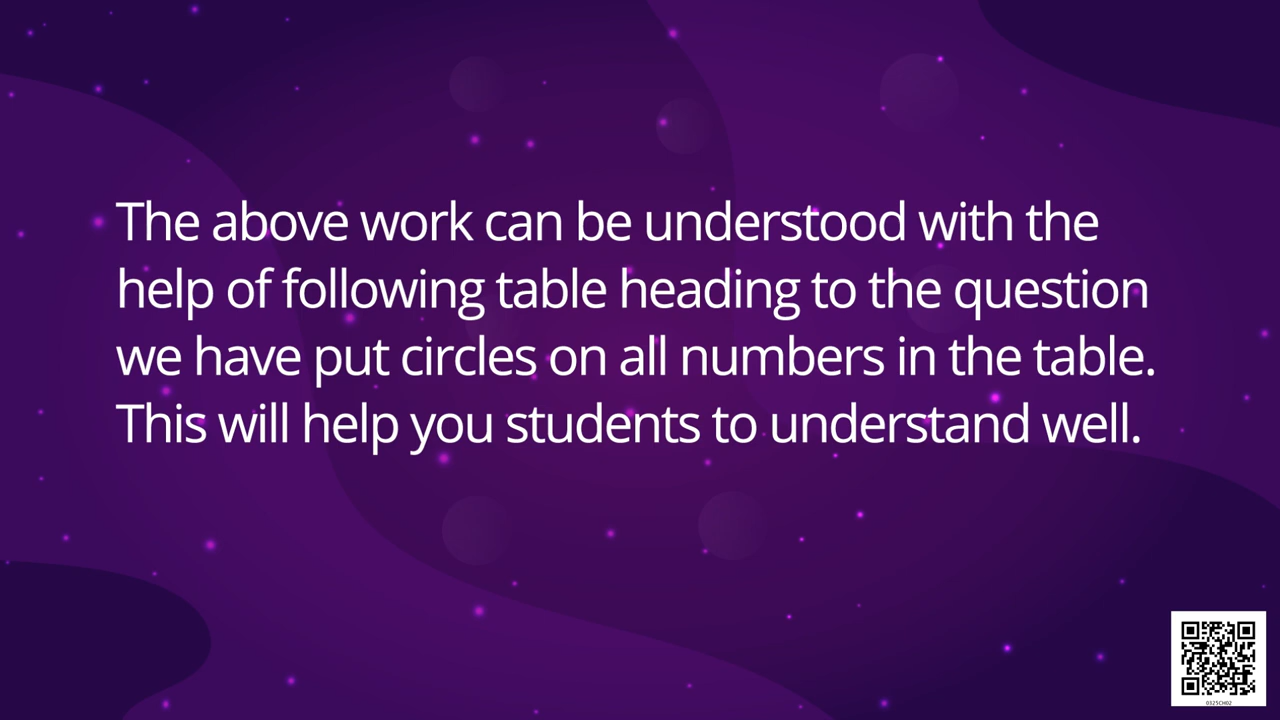 The above work can be understood with the
help of following table heading to the question
we have put circles on all numbers in the table.
This will help you students to understand well.
0325CH02